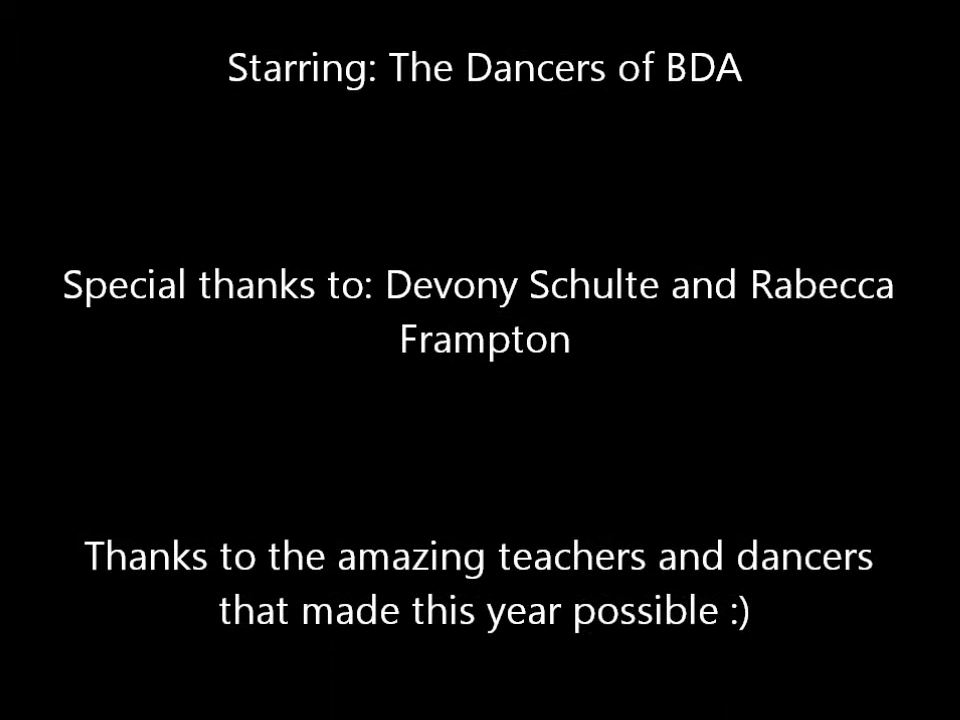 Starring: The Dancers of BDA
Special thanks to: Devony Schulte and Rabecca
Frampton
Thanks to the amazing teachers and dancers
that made this year possible :)